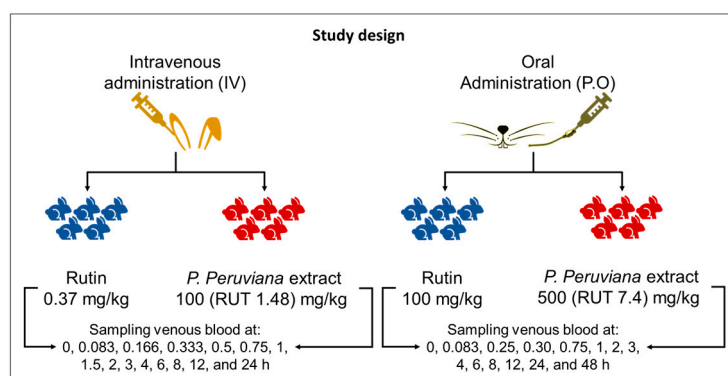 Study design
Intravenous
administration (IV)
Oral
Administration (P.O)
Rutin
0.37 mg/kg
P. Peruviana extract
100 (RUT 1.48) mg/kg
Rutin
100 mg/kg
P. Peruviana extract
500 (RUT 7.4) mg/kg
Sampling venous blood at:
0, 0.083, 0.166, 0.333, 0.5, 0.75, 1,
1.5, 2, 3, 4, 6, 8, 12, and 24 h
Sampling venous blood at:
0, 0.083, 0.25, 0.30, 0.75, 1, 2, 3,
4, 6, 8, 12, 24, and 48 h